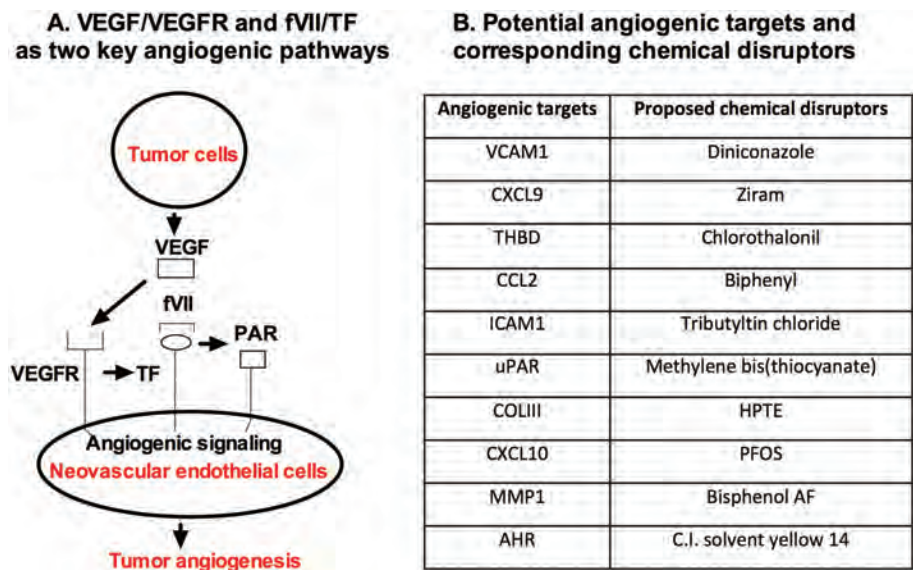 A. VEGF/VEGFR and fVII/TF
as two key angiogenic pathways
Tumor cells
VEGF
fVII
PAR
VEGFR
TF
Angiogenic signaling
Neovascular endothelial cells
Tumor angiogenesis
B. Potential angiogenic targets and
corresponding chemical disruptors
Angiogenic targets Proposed chemical disruptors
VCAM1 Diniconazole
CXCL9 Ziram
THBD Chlorothalonil
CCL2 Biphenyl
ICAM1 Tributyltin chloride
uPAR Methylene bis(thiocyanate)
COLIII HPTE
CXCL10 PFOS
MMP1 Bisphenol AF
AHR C.I. solvent yellow 14